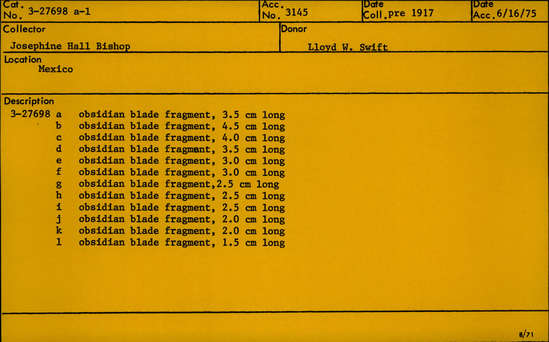 Cat. No. 3-27698 a-l Acc. No. 3145 Date Coll. pre 1917 Date Acc. 6/16/75
Collector Donor
Josephine Hall Bishop Lloyd W. Swift
Location
Mexico
Description
3-27698 a obsidian blade fragment, 3.5 cm long
b obsidian blade fragment, 4.5 cm long
c obsidian blade fragment, 4.0 cm long
d obsidian blade fragment, 3.5 cm long
e obsidian blade fragment, 3.0 cm long
f obsidian blade fragment, 3.0 cm long
g obsidian blade fragment,2.5 cm long
h obsidian blade fragment, 2.5 cm long
i obsidian blade fragment, 2.5 cm long
j obsidian blade fragment, 2.0 cm long
k obsidian blade fragment, 2.0 cm long
l obsidian blade fragment, 1.5 cm long
8/71